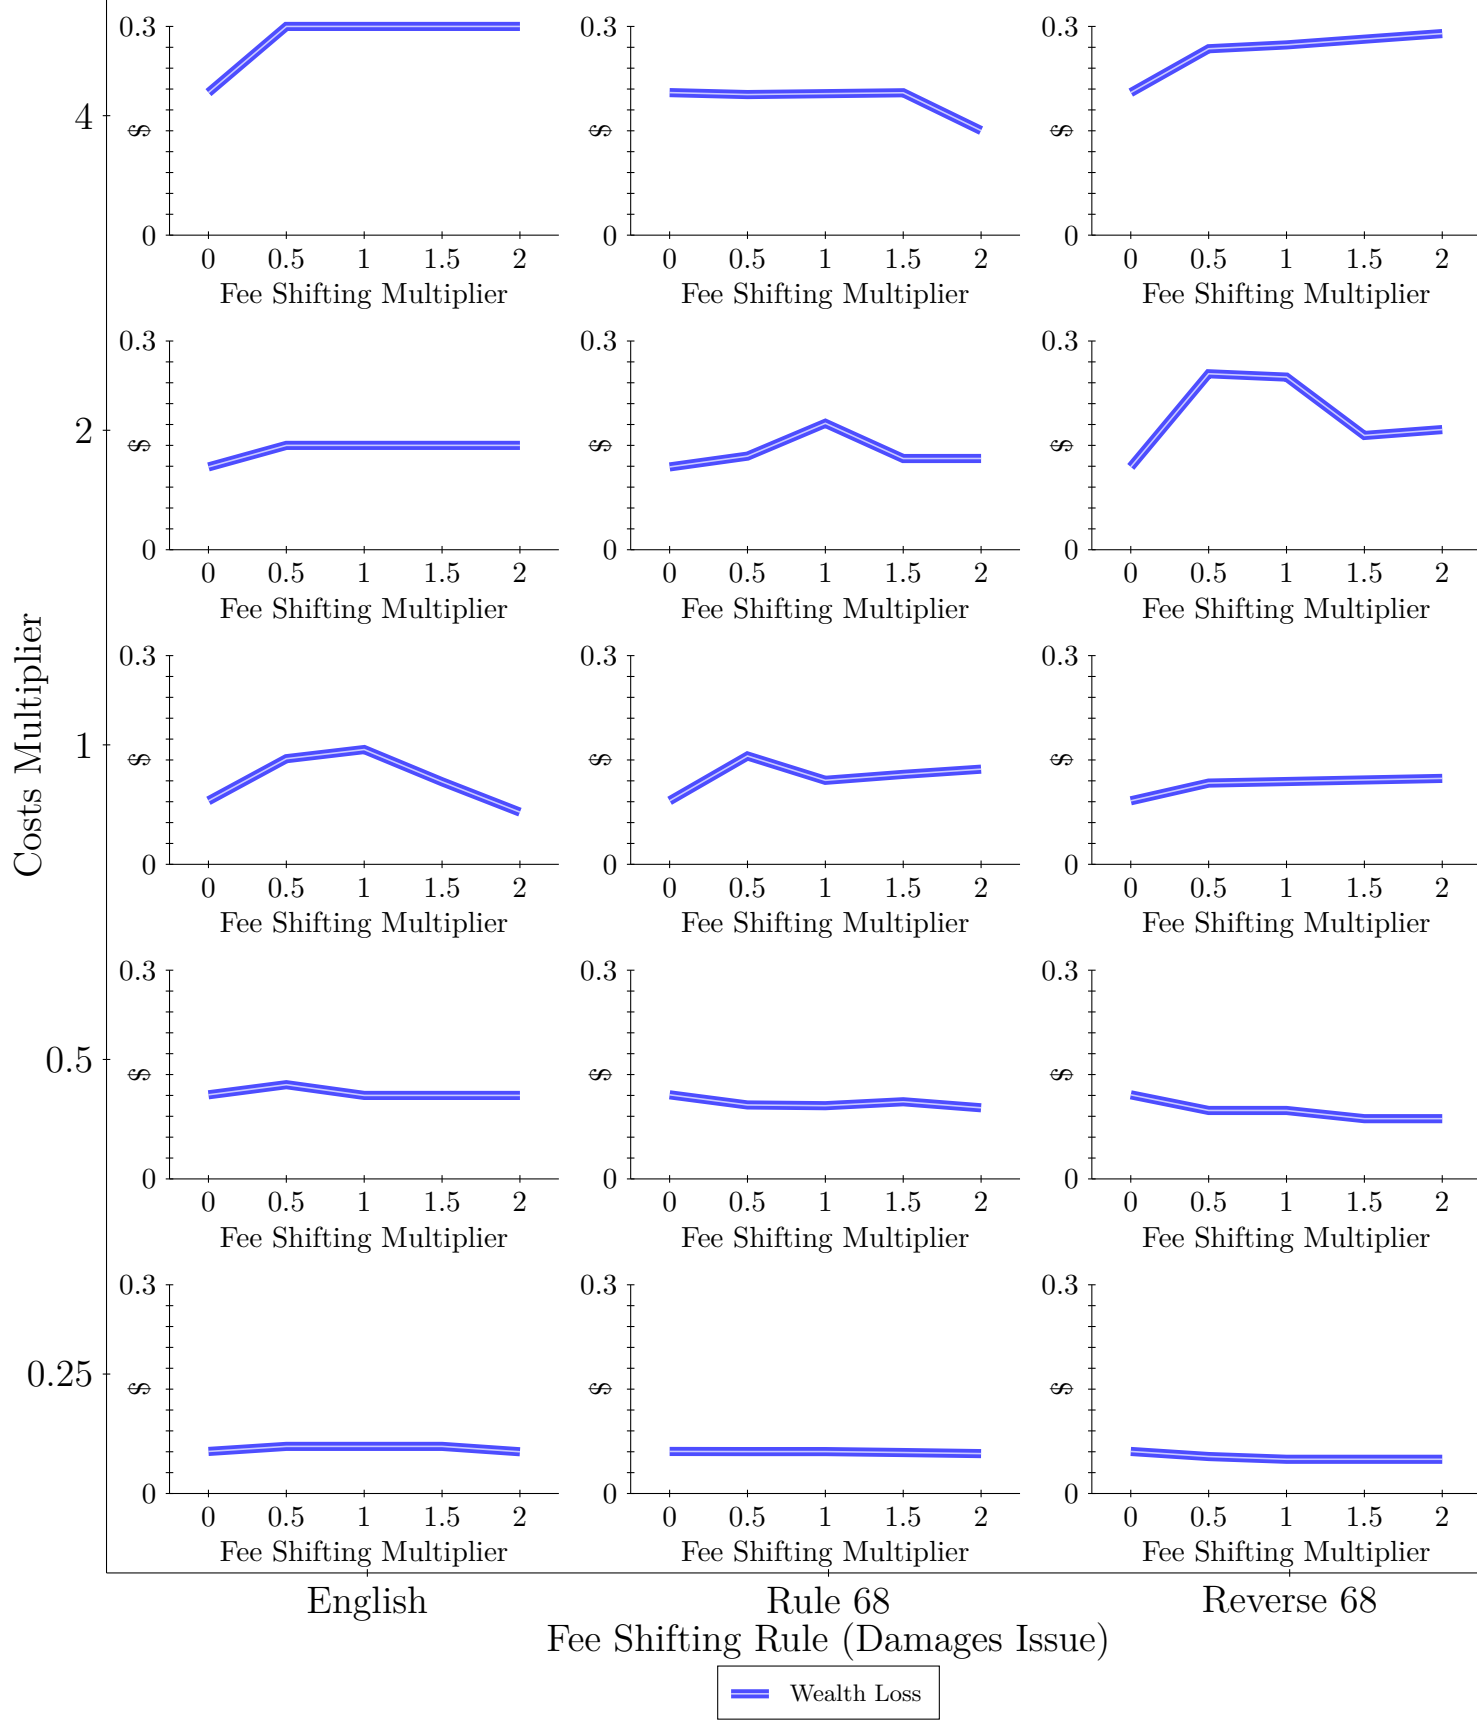 0.3 0.3 0.3
4 $ $ $
0 0 0
0 0.5 1 1.5 2 0 0.5 1 1.5 2 0 0.5 1 1.5 2
Fee Shifting Multiplier Fee Shifting Multiplier Fee Shifting Multiplier
0.3 0.3 0.3
2 $ $ $
0 0 0
0 0.5 1 1.5 2 0 0.5 1 1.5 2 0 0.5 1 1.5 2
Fee Shifting Multiplier Fee Shifting Multiplier Fee Shifting Multiplier
Costs Multiplier
0.3 0.3 0.3
1 $ $ $
0 0 0
0 0.5 1 1.5 2 0 0.5 1 1.5 2 0 0.5 1 1.5 2
Fee Shifting Multiplier Fee Shifting Multiplier Fee Shifting Multiplier
0.3 0.3 0.3
0.5 $ $ $
0 0 0
0 0.5 1 1.5 2 0 0.5 1 1.5 2 0 0.5 1 1.5 2
Fee Shifting Multiplier Fee Shifting Multiplier Fee Shifting Multiplier
0.3 0.3 0.3
0.25 $ $ $
0 0 0
0 0.5 1 1.5 2 0 0.5 1 1.5 2 0 0.5 1 1.5 2
Fee Shifting Multiplier Fee Shifting Multiplier Fee Shifting Multiplier
English Rule 68 Reverse 68
Fee Shifting Rule (Damages Issue)
Wealth Loss